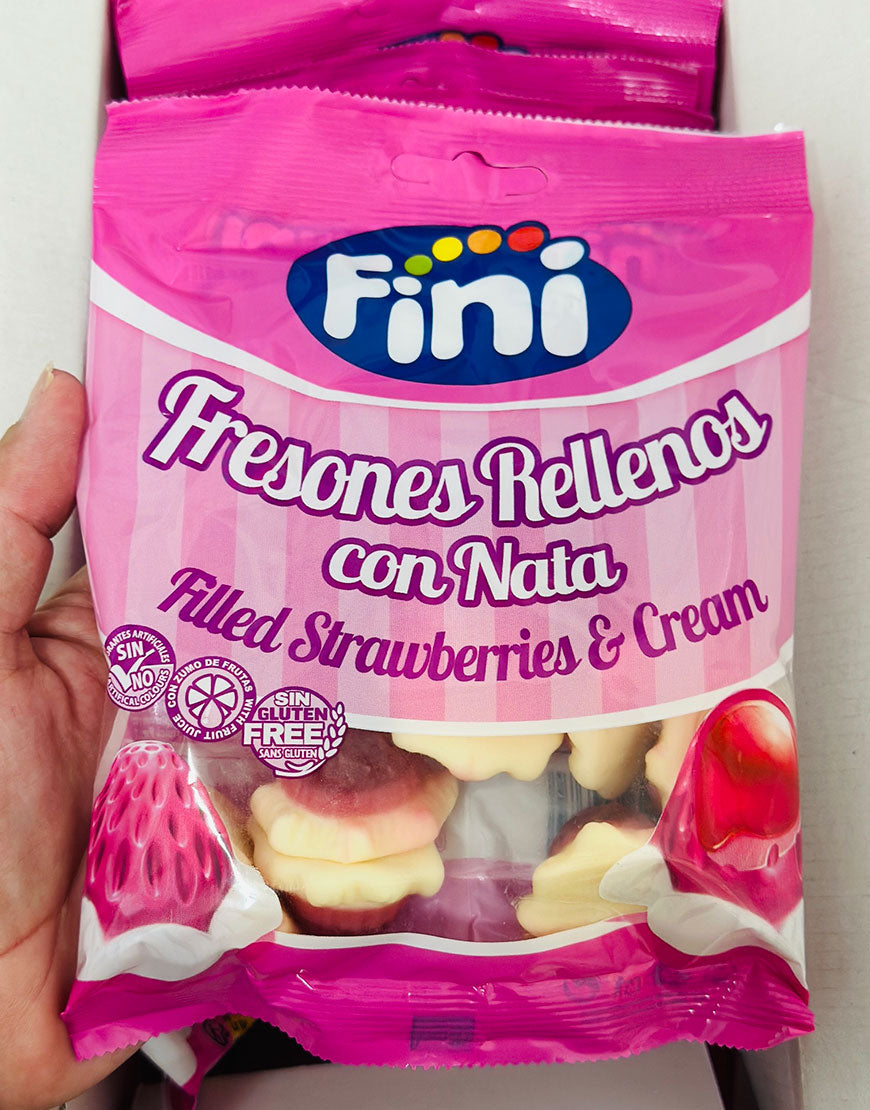 Fini
Fresones Rellenos
con Nata
Filled Strawberries & Cream
SIN
NO
ARTIFICIAL COLOURS
CON ZUMO DE FRUTAS
WITH FRUIT JUICE
SIN
GLUTEN
FREE
SANS GLUTEN